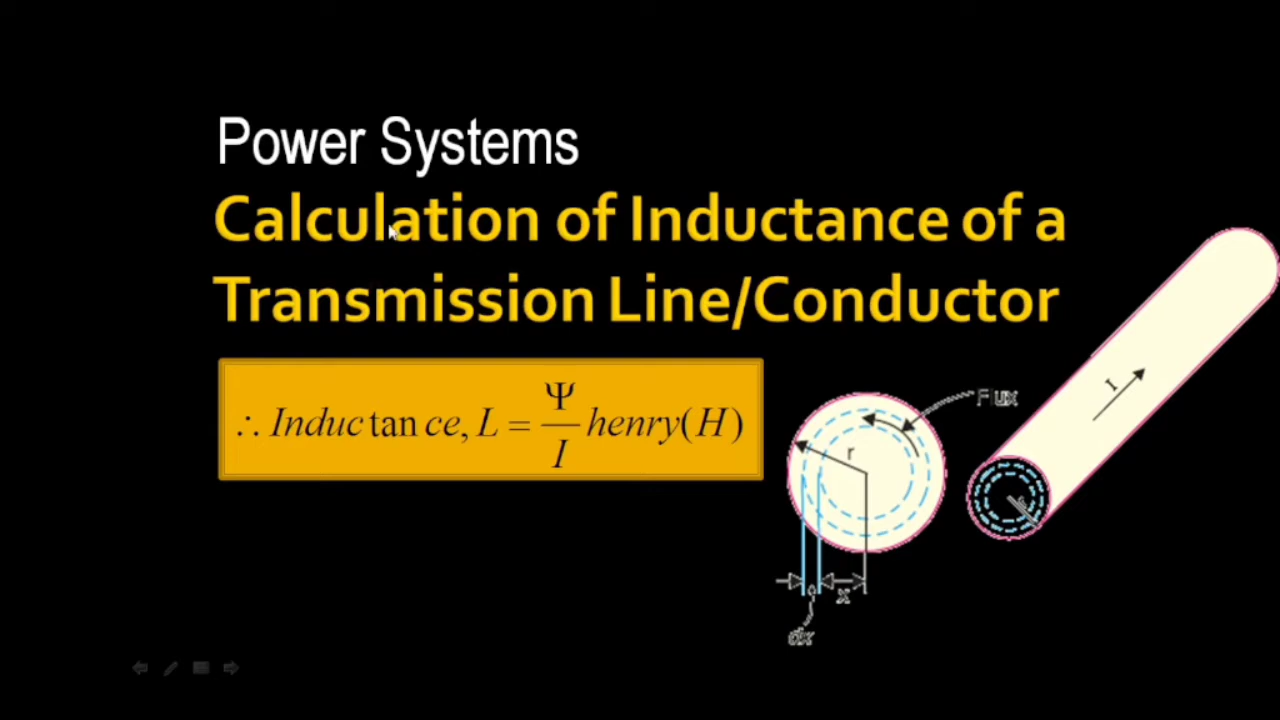 Power Systems
Calculation of Inductance of a
Transmission Line/Conductor
∴ Inductance, L = Ψ/I henry(H)
Flux
r
I
x
dx